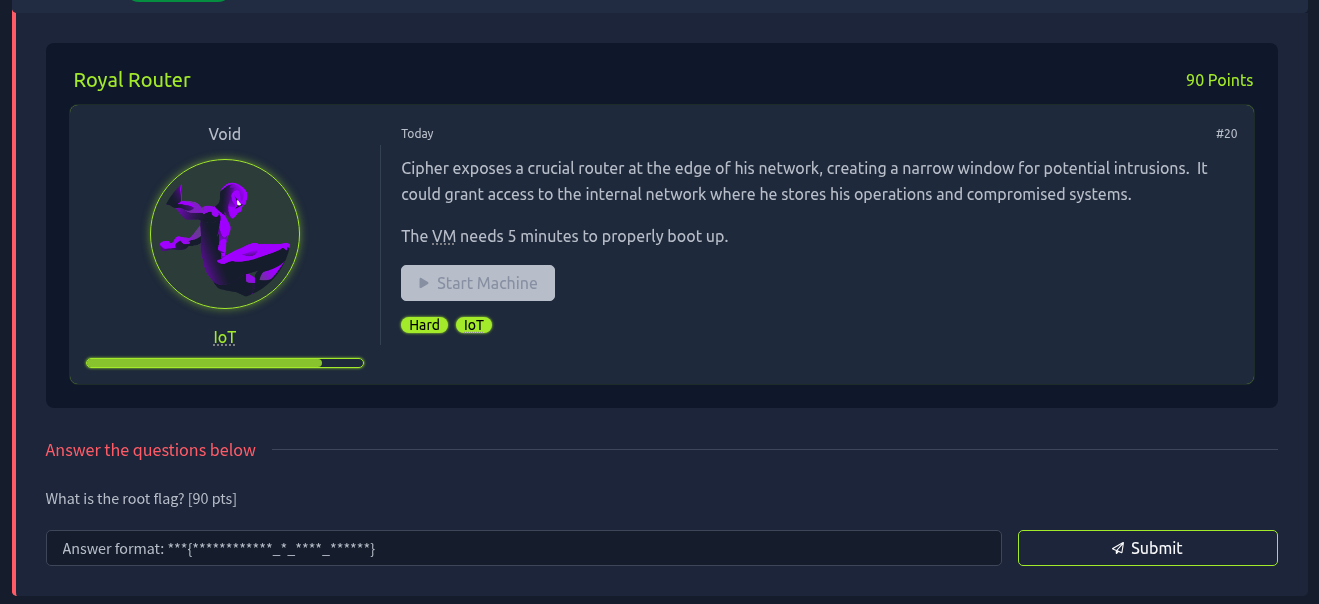 Royal Router
90 Points
Void
Today
#20
Cipher exposes a crucial router at the edge of his network, creating a narrow window for potential intrusions.  It
could grant access to the internal network where he stores his operations and compromised systems.
The VM needs 5 minutes to properly boot up.
Start Machine
Hard IoT
IoT
Answer the questions below
What is the root flag? [90 pts]
Answer format: ***{************_*_****_******}
Submit